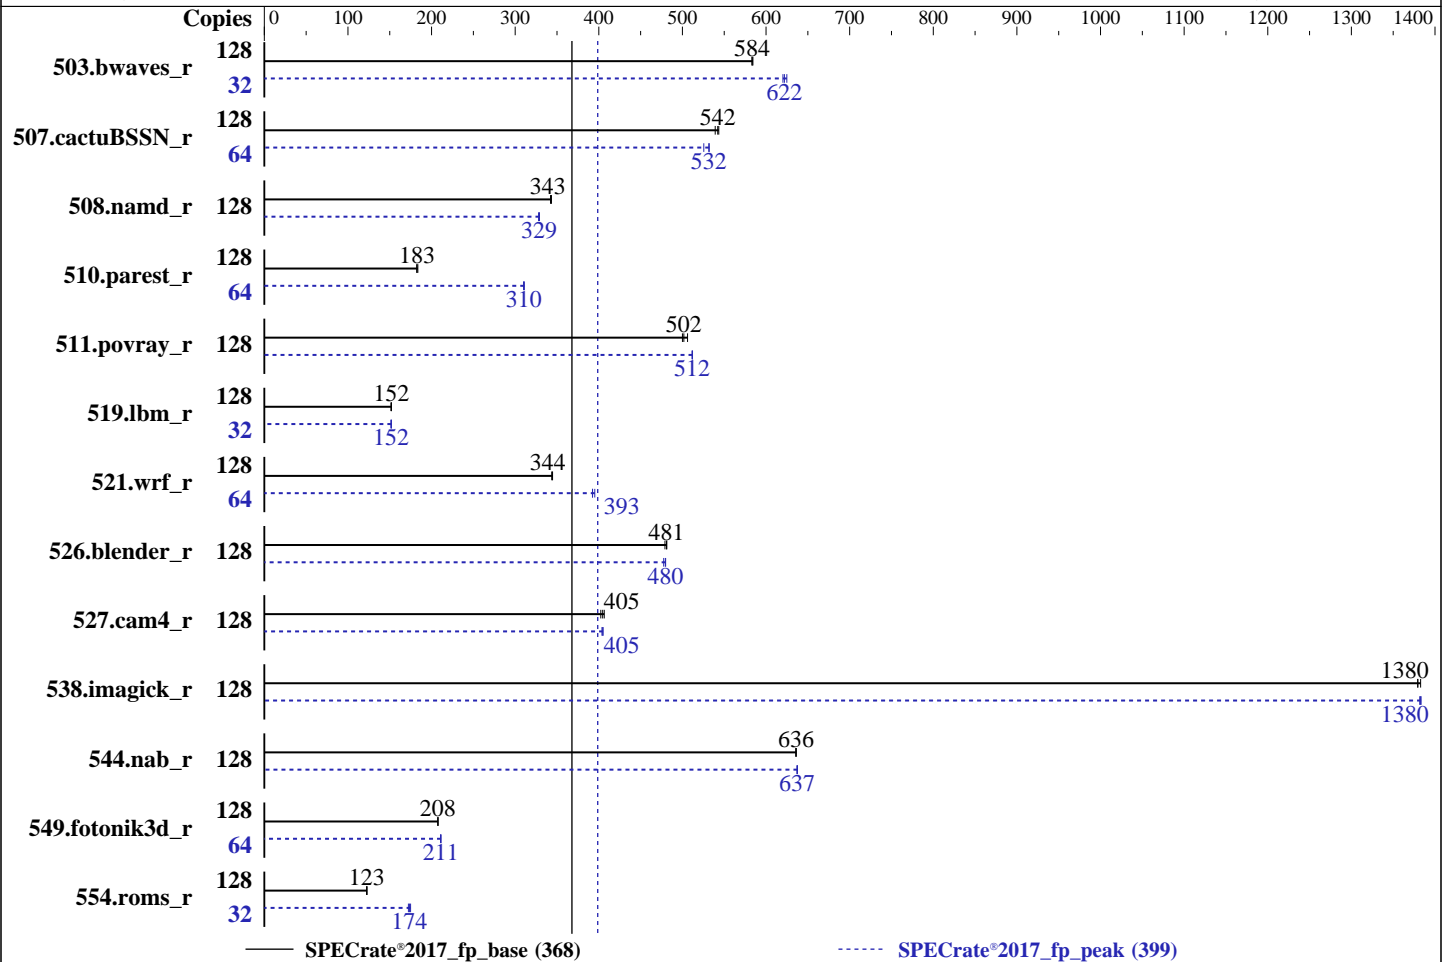 Copies 0 100 200 300 400 500 600 700 800 900 1000 1100 1200 1300 1400
503.bwaves_r 128 584
32 622
507.cactuBSSN_r 128 542
64 532
508.namd_r 128 343
329
510.parest_r 128 183
64 310
511.povray_r 128 502
512
519.lbm_r 128 152
32 152
521.wrf_r 128 344
64 393
526.blender_r 128 481
480
527.cam4_r 128 405
405
538.imagick_r 128 1380
1380
544.nab_r 128 636
637
549.fotonik3d_r 128 208
64 211
554.roms_r 128 123
32 174
SPECrate®2017_fp_base (368) SPECrate®2017_fp_peak (399)